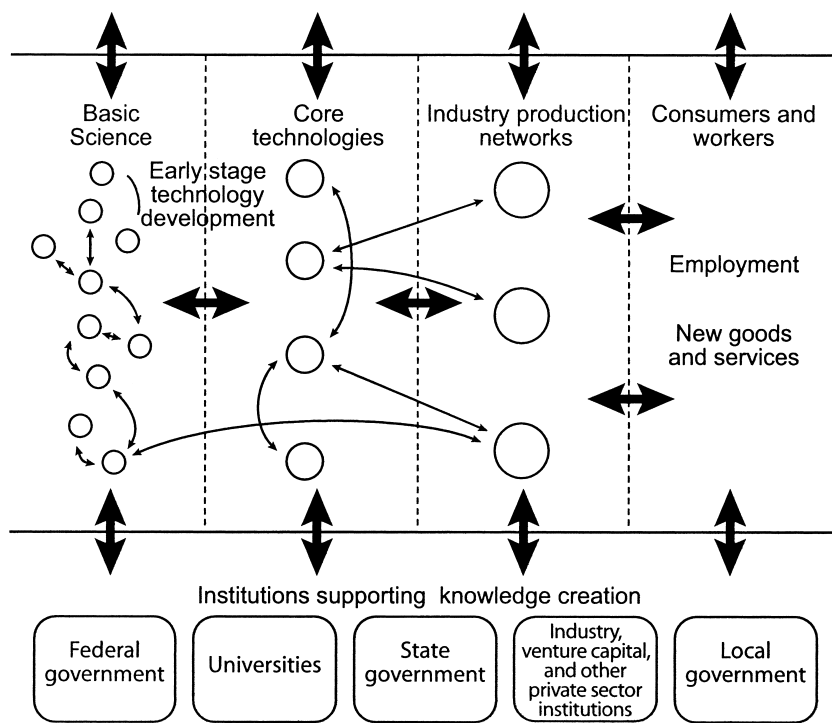 Basic
Science
Core
technologies
Industry production
networks
Consumers and
workers
Early stage
technology
development
Employment
New goods
and services
Institutions supporting knowledge creation
Federal
government
Universities
State
government
Industry,
venture capital,
and other
private sector
institutions
Local
government